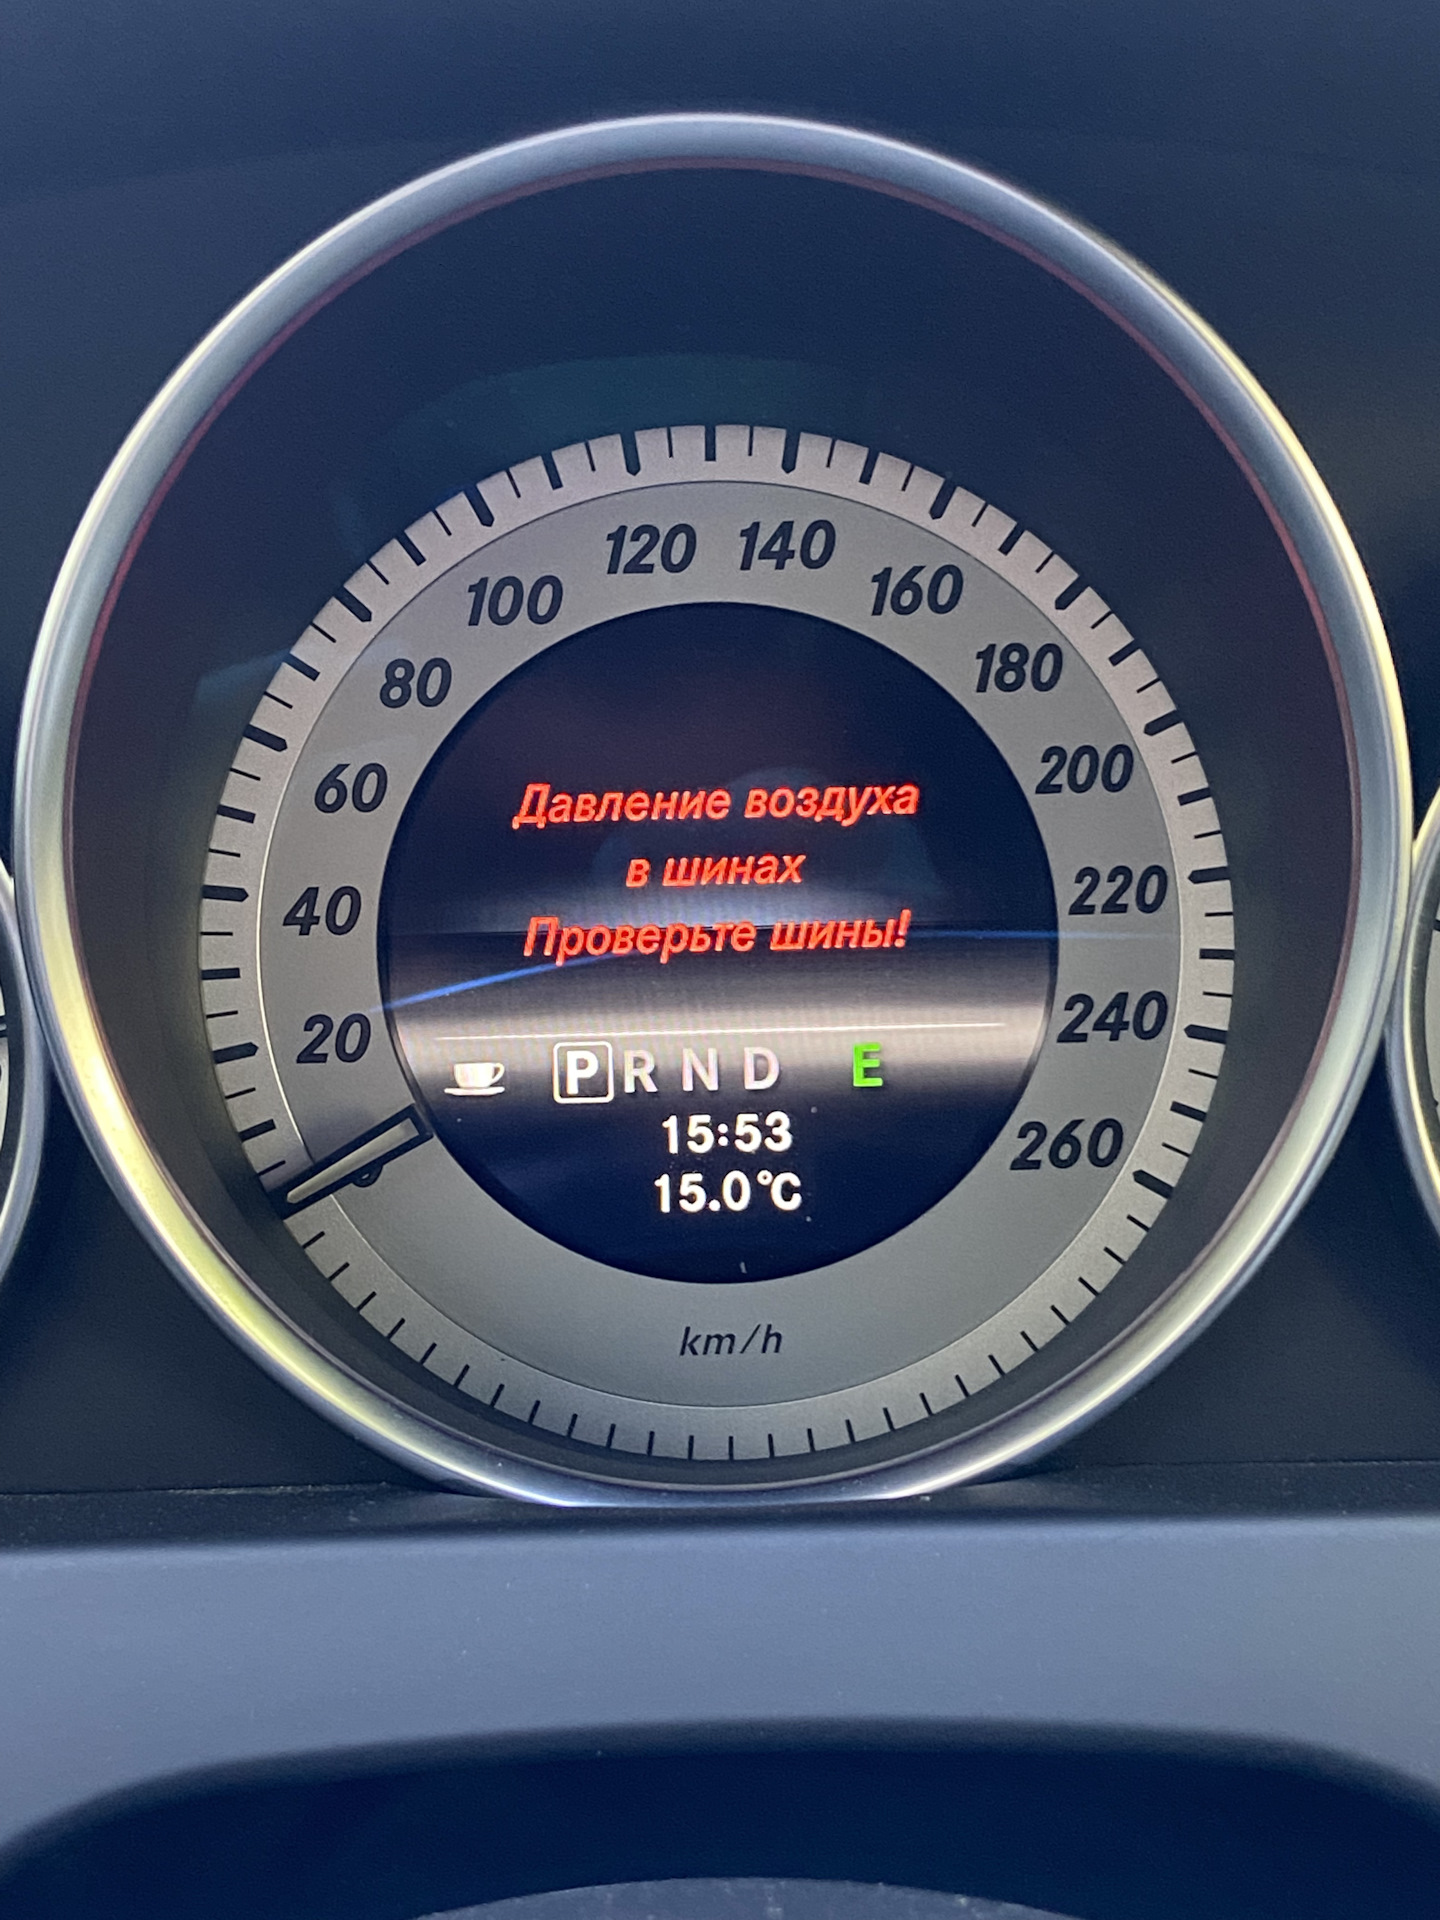 120 140
100 160
80 180
60 200
Давление воздуха
в шинах
40 220
Проверьте шины!
20 240
P R N D E
15:53
260
15.0°C
km/h